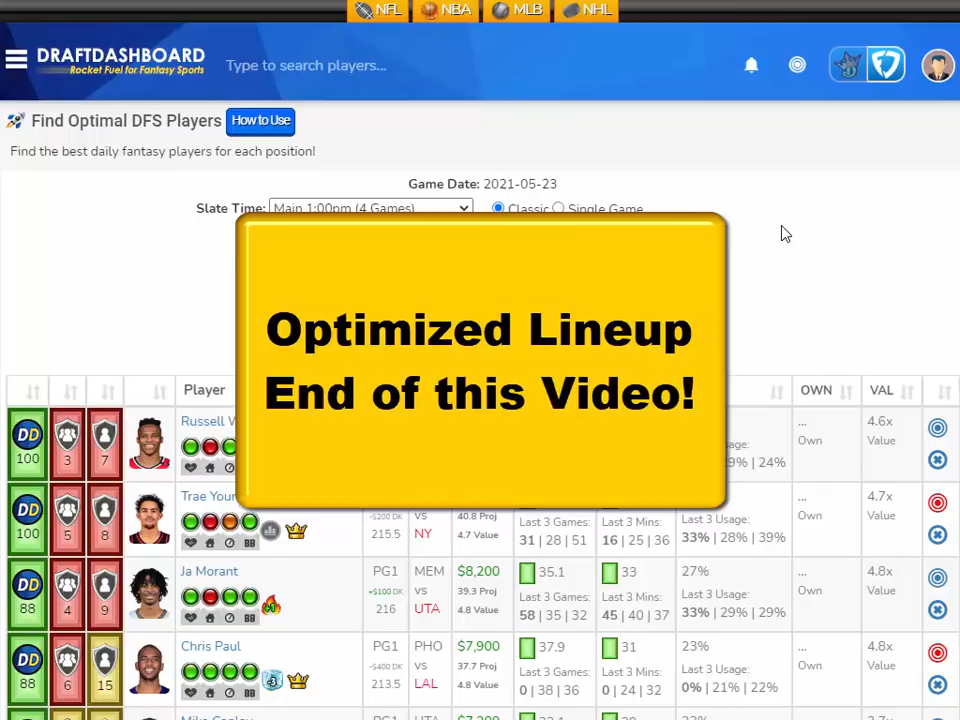 NFL NBA MLB NHL
DRAFTDASHBOARD
Rocket Fuel for Fantasy Sports
Type to search players...
Find Optimal DFS Players How to Use
Find the best daily fantasy players for each position!
Game Date: 2021-05-23
Slate Time: Main 1:00pm (4 Games) Classic Single Game
Optimized Lineup
End of this Video!
Player OWN VAL
Russell
DD ... 4.6x
100 3 7 Own Value
29% | 24%
Trae Your
DD ... 4.7x
100 5 8 Own Value
-$200 DK VS 40.8 Proj Last 3 Games: Last 3 Mins: Last 3 Usage:
215.5 NY 4.7 Value 31 | 28 | 51 16 | 25 | 36 33% | 28% | 39%
BB
Ja Morant PG1 MEM $8,200 35.1 33 27% ... 4.8x
DD +$100 DK VS 39.3 Proj Last 3 Games: Last 3 Mins: Last 3 Usage: Own Value
88 4 9 216 UTA 4.8 Value 58 | 35 | 32 45 | 40 | 37 33% | 29% | 29%
BB
Chris Paul PG1 PHO $7,900 37.9 31 23% ... 4.8x
DD -$400 DK VS 37.7 Proj Last 3 Games: Last 3 Mins: Last 3 Usage: Own Value
88 6 15 213.5 LAL 4.8 Value 0 | 38 | 36 0 | 24 | 32 0% | 21% | 22%
BB